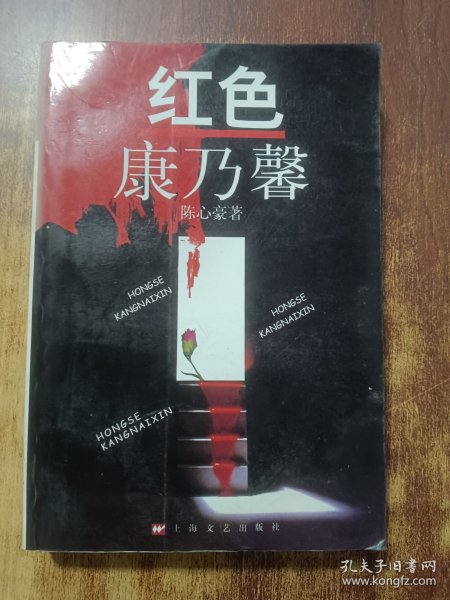 红色
康乃馨
陈心豪著
HONGSE
KANGNAIXIN
HONGSE
KANGNAIXIN
HONGSE
KANGNAIXIN
上海文艺出版社
孔夫子旧书网
www.kongfz.com